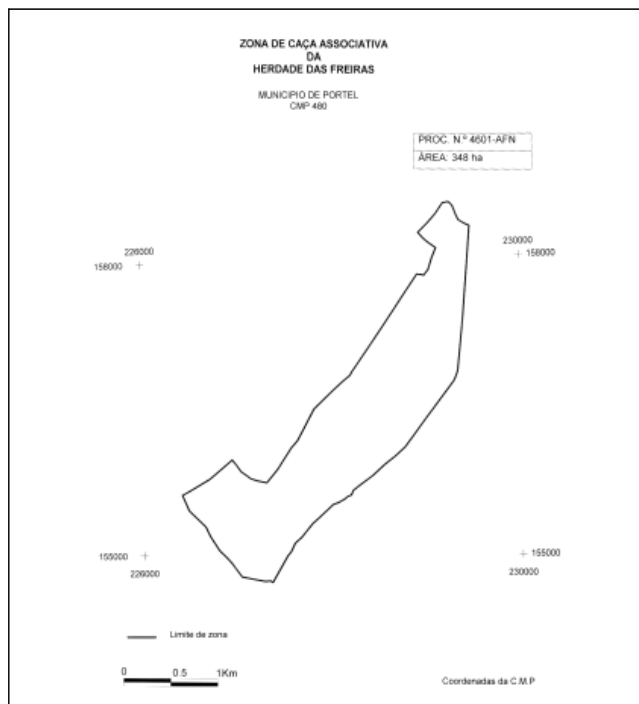 ZONA DE CAÇA ASSOCIATIVA
DA
HERDADE DAS FREIRAS
MUNICIPIO DE PORTEL
CMP 480
PROC. N.º 4601-AFN
ÁREA: 348 ha
226000
158000
230000
158000
155000
226000
155000
230000
Limite de zona
0 0.5 1Km
Coordenadas da C.M.P